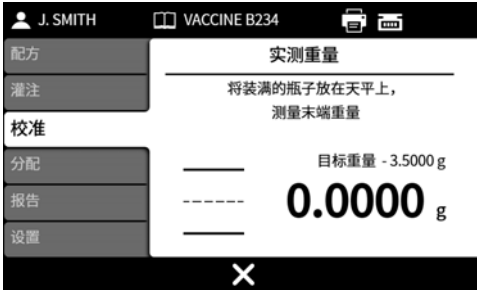 J. SMITH
VACCINE B234
配方
灌注
校准
分配
报告
设置
实测重量
将装满的瓶子放在天平上，
测量末端重量
目标重量 - 3.5000 g
0.0000 g